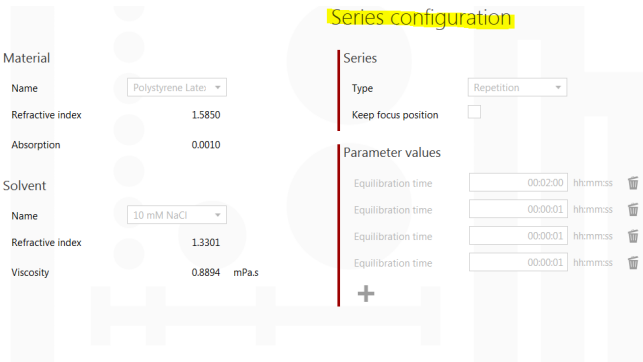 Series configuration
Material
Name Polystyrene Latex
Refractive index 1.5850
Absorption 0.0010
Solvent
Name 10 mM NaCl
Refractive index 1.3301
Viscosity 0.8894 mPa.s
Series
Type Repetition
Keep focus position
Parameter values
Equilibration time 00:02:00 hh:mm:ss
Equilibration time 00:00:01 hh:mm:ss
Equilibration time 00:00:01 hh:mm:ss
Equilibration time 00:00:01 hh:mm:ss